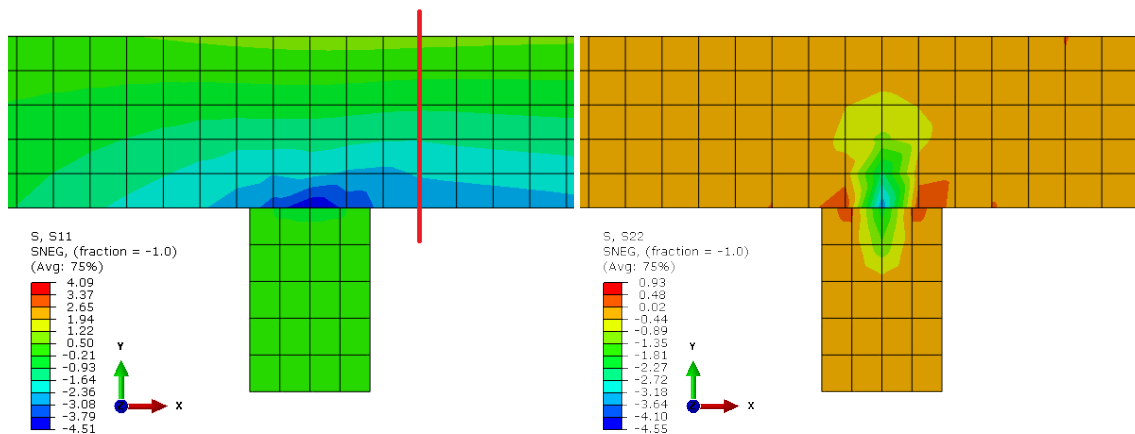 S, S11
SNEG, (fraction = -1.0)
(Avg: 75%)
4.09
3.37
2.65
1.94
1.22
0.50
-0.21
-0.93
-1.64
-2.36
-3.08
-3.79
-4.51
Y
Z
X
S, S22
SNEG, (fraction = -1.0)
(Avg: 75%)
0.93
0.48
0.02
-0.44
-0.89
-1.35
-1.81
-2.27
-2.72
-3.18
-3.64
-4.10
-4.55
Y
Z
X